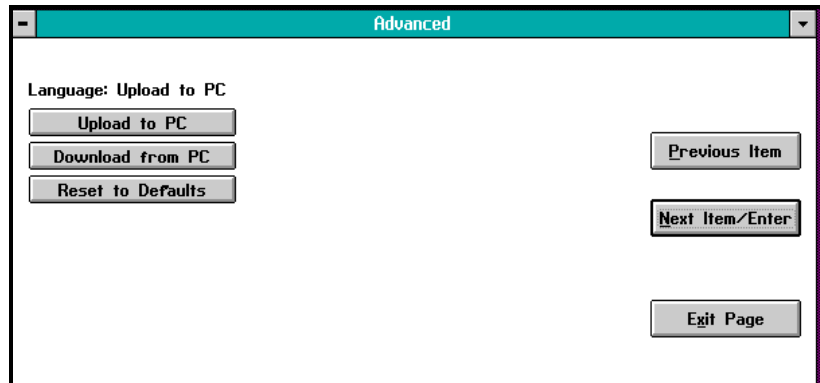 Advanced
Language: Upload to PC
Upload to PC
Download from PC
Reset to Defaults
Previous Item
Next Item/Enter
Exit Page